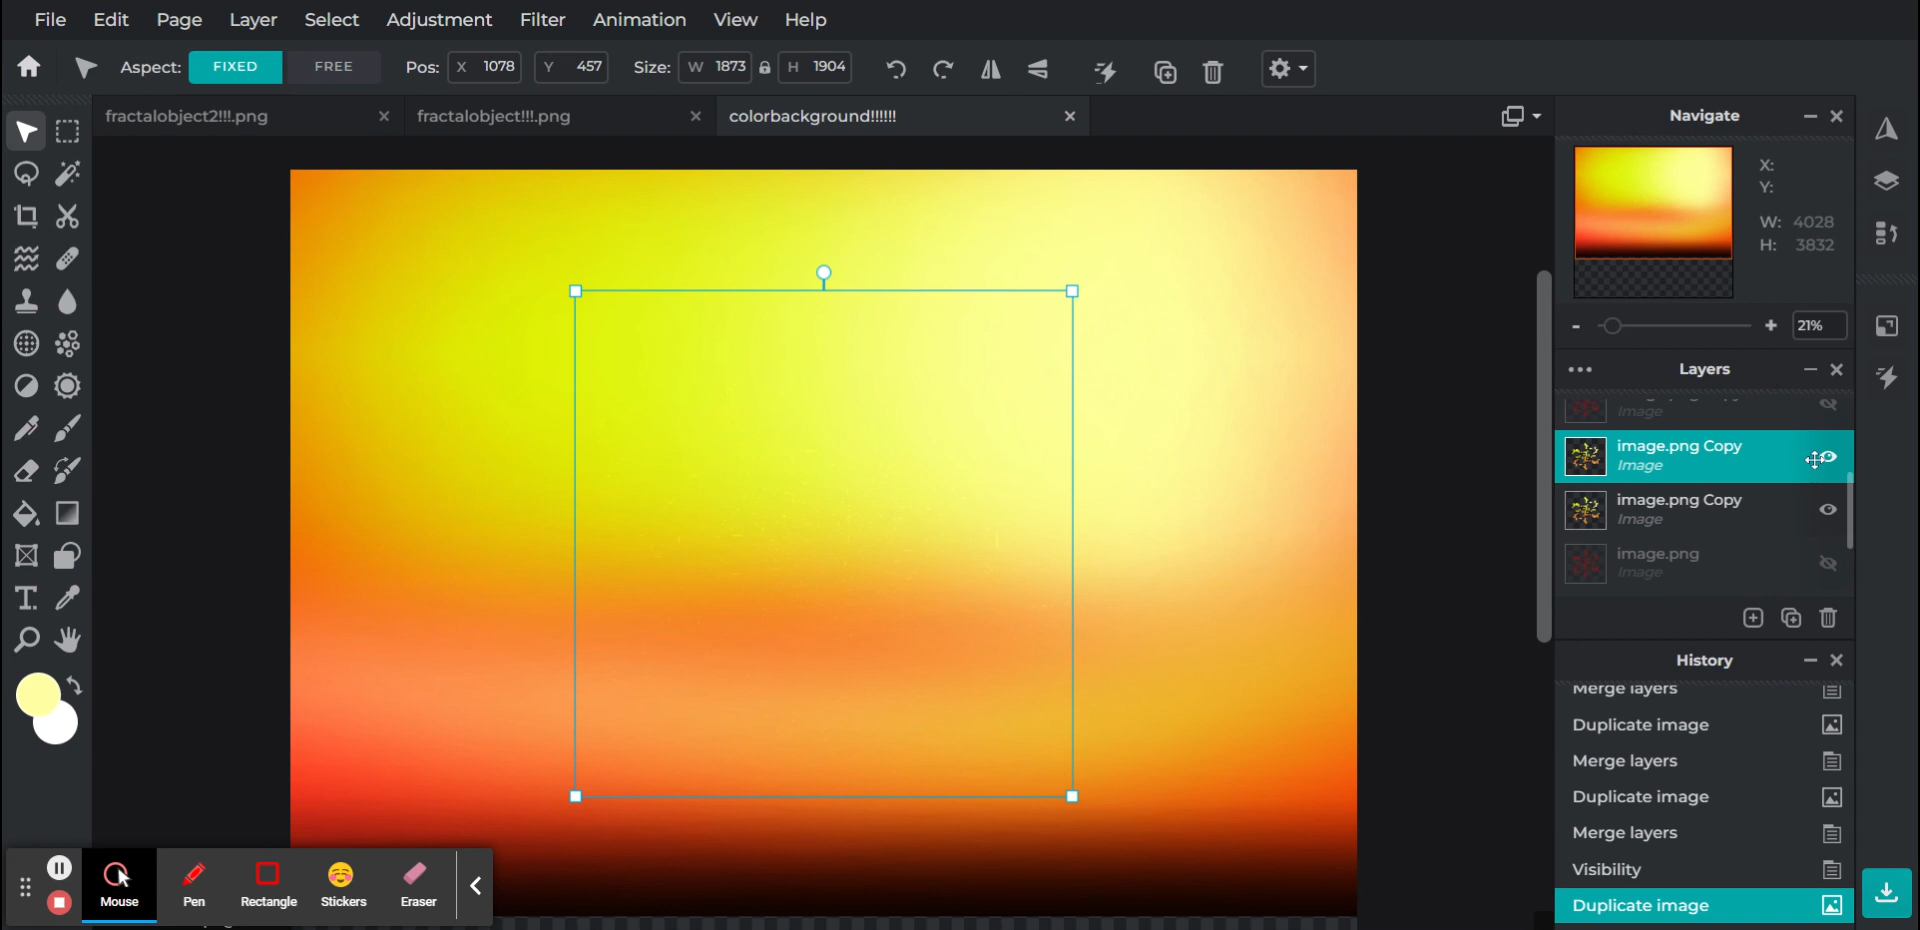 File Edit Page Layer Select Adjustment Filter Animation View Help
Aspect: FIXED FREE Pos: X 1078 Y 457 Size: W 1873 H 1904
fractalobject2!!!.png fractalobject!!!.png colorbackground!!!!!!
Navigate
X:
Y:
W: 4028
H: 3832
- + 21%
Layers
Image
image.png Copy
Image
image.png Copy
Image
image.png
Image
History
Merge layers
Duplicate image
Merge layers
Duplicate image
Merge layers
Visibility
Duplicate image
Mouse Pen Rectangle Stickers Eraser